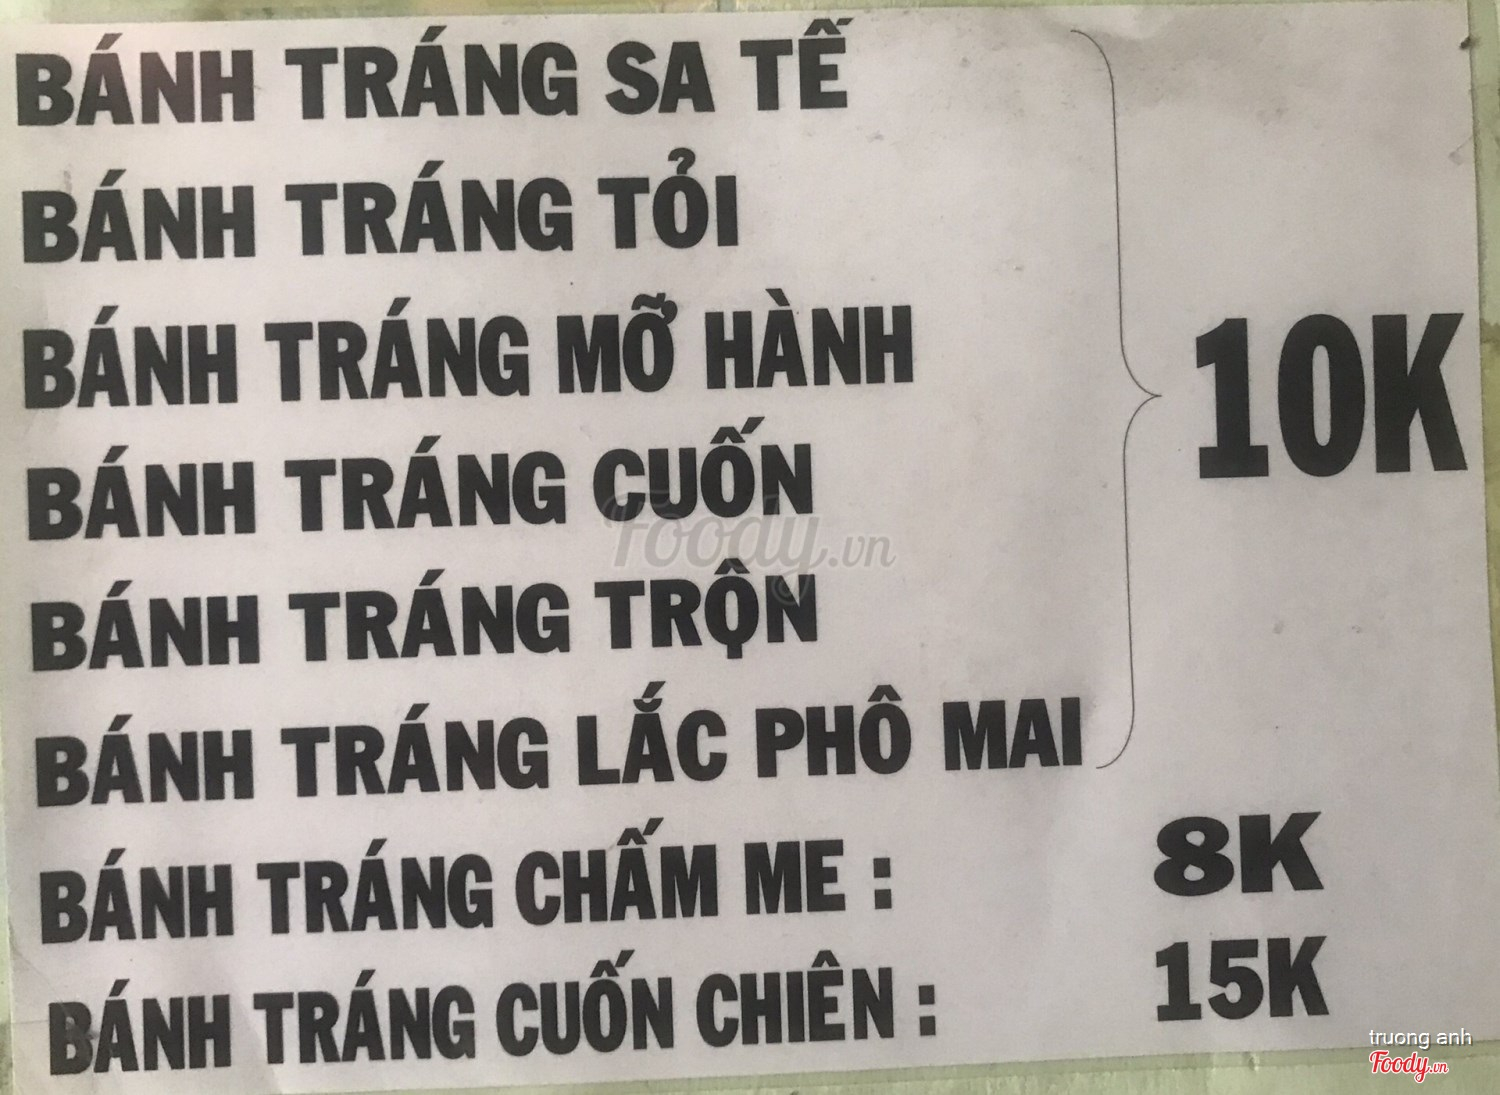 BÁNH TRÁNG SA TẾ
BÁNH TRÁNG TỎI
BÁNH TRÁNG MỠ HÀNH
10K
BÁNH TRÁNG CUỐN
Foody.vn
BÁNH TRÁNG TRỘN
BÁNH TRÁNG LẮC PHÔ MAI
BÁNH TRÁNG CHẤM ME : 8K
BÁNH TRÁNG CUỐN CHIÊN : 15K
truong anh
Foody.vn